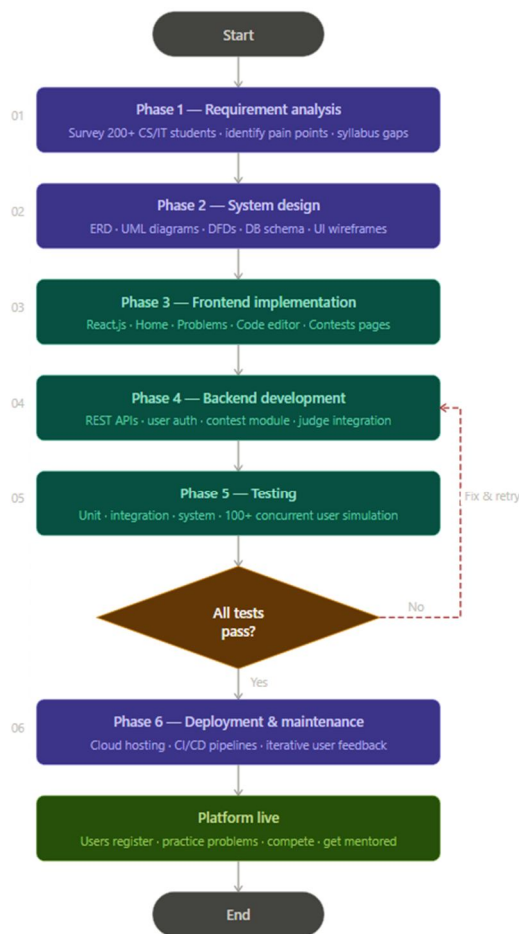 Start
01
Phase 1 — Requirement analysis
Survey 200+ CS/IT students · identify pain points · syllabus gaps
02
Phase 2 — System design
ERD · UML diagrams · DFDs · DB schema · UI wireframes
03
Phase 3 — Frontend implementation
React.js · Home · Problems · Code editor · Contests pages
04
Phase 4 — Backend development
REST APIs · user auth · contest module · judge integration
05
Phase 5 — Testing
Unit · integration · system · 100+ concurrent user simulation
Fix & retry
All tests
pass?
No
Yes
06
Phase 6 — Deployment & maintenance
Cloud hosting · CI/CD pipelines · iterative user feedback
Platform live
Users register · practice problems · compete · get mentored
End